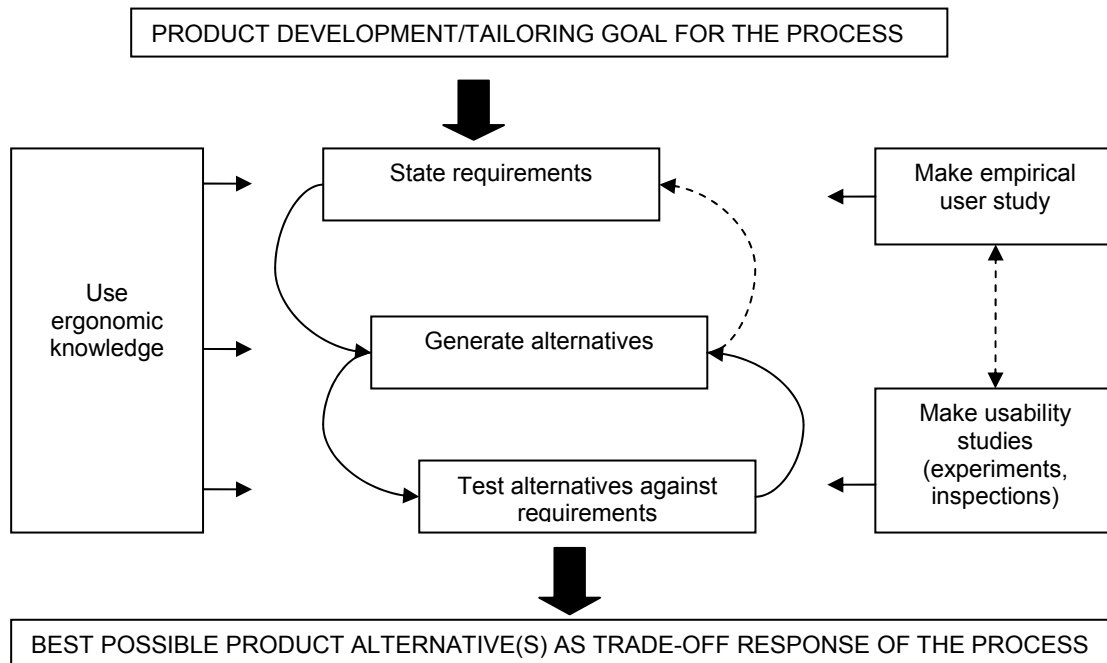 PRODUCT DEVELOPMENT/TAILORING GOAL FOR THE PROCESS
State requirements
Make empirical
user study
Use
ergonomic
knowledge
Generate alternatives
Make usability
studies
(experiments,
inspections)
Test alternatives against
requirements
BEST POSSIBLE PRODUCT ALTERNATIVE(S) AS TRADE-OFF RESPONSE OF THE PROCESS